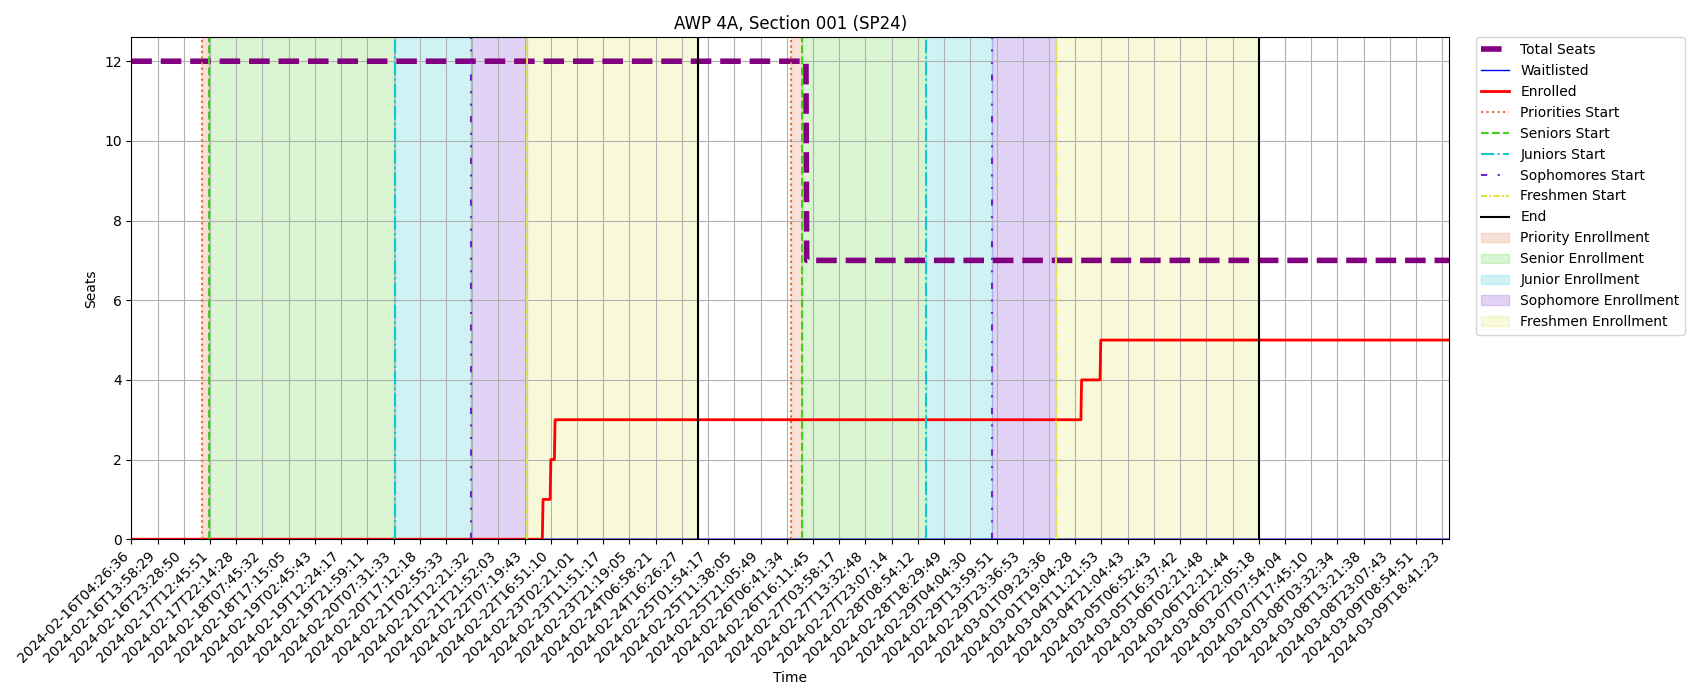 AWP 4A, Section 001 (SP24)
Seats
12
10
8
6
4
2
0
2024-02-16T04:26:36
2024-02-16T13:58:29
2024-02-16T23:28:50
2024-02-17T12:45:51
2024-02-17T22:14:28
2024-02-18T07:45:32
2024-02-18T17:15:05
2024-02-19T02:45:43
2024-02-19T12:24:17
2024-02-19T21:59:11
2024-02-20T07:31:33
2024-02-20T17:12:18
2024-02-21T02:55:33
2024-02-21T12:21:32
2024-02-21T21:52:03
2024-02-22T07:19:43
2024-02-22T16:51:10
2024-02-23T02:21:01
2024-02-23T11:51:17
2024-02-23T21:19:05
2024-02-24T06:58:21
2024-02-24T16:26:27
2024-02-25T01:54:17
2024-02-25T11:38:05
2024-02-25T21:05:49
2024-02-26T06:41:34
2024-02-26T16:11:45
2024-02-27T03:58:17
2024-02-27T13:32:48
2024-02-27T23:07:14
2024-02-28T08:54:12
2024-02-28T18:29:49
2024-02-29T04:04:30
2024-02-29T13:59:51
2024-02-29T23:36:53
2024-03-01T09:23:36
2024-03-01T19:04:28
2024-03-04T11:21:53
2024-03-04T21:04:43
2024-03-05T06:52:43
2024-03-05T16:37:42
2024-03-06T02:21:48
2024-03-06T12:21:44
2024-03-06T22:05:18
2024-03-07T07:54:04
2024-03-07T17:45:10
2024-03-08T03:32:34
2024-03-08T13:21:38
2024-03-08T23:07:43
2024-03-09T08:54:51
2024-03-09T18:41:23
Time
Total Seats
Waitlisted
Enrolled
Priorities Start
Seniors Start
Juniors Start
Sophomores Start
Freshmen Start
End
Priority Enrollment
Senior Enrollment
Junior Enrollment
Sophomore Enrollment
Freshmen Enrollment